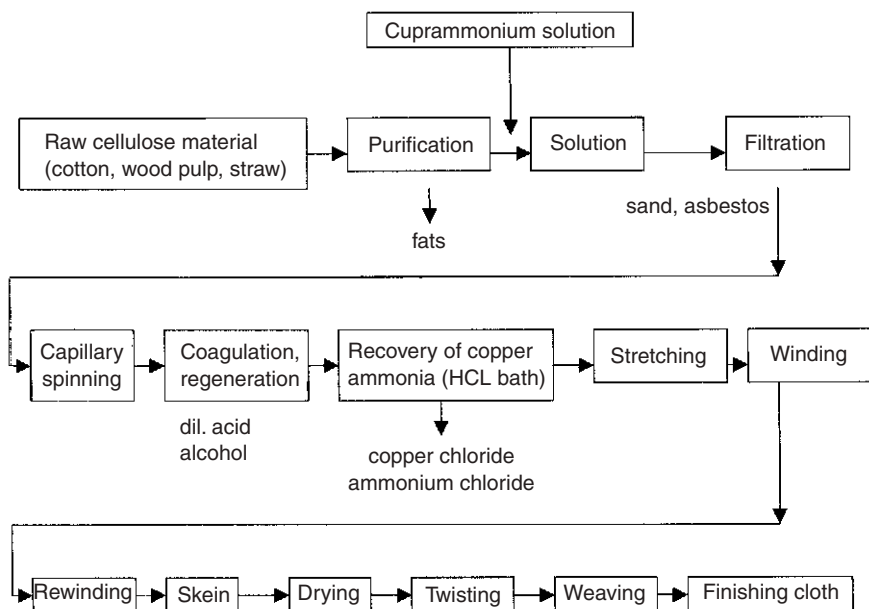 Cuprammonium solution
Raw cellulose material
(cotton, wood pulp, straw)
Purification
Solution
Filtration
fats
sand, asbestos
Capillary
spinning
Coagulation,
regeneration
Recovery of copper
ammonia (HCL bath)
Stretching
Winding
dil. acid
alcohol
copper chloride
ammonium chloride
Rewinding
Skein
Drying
Twisting
Weaving
Finishing cloth